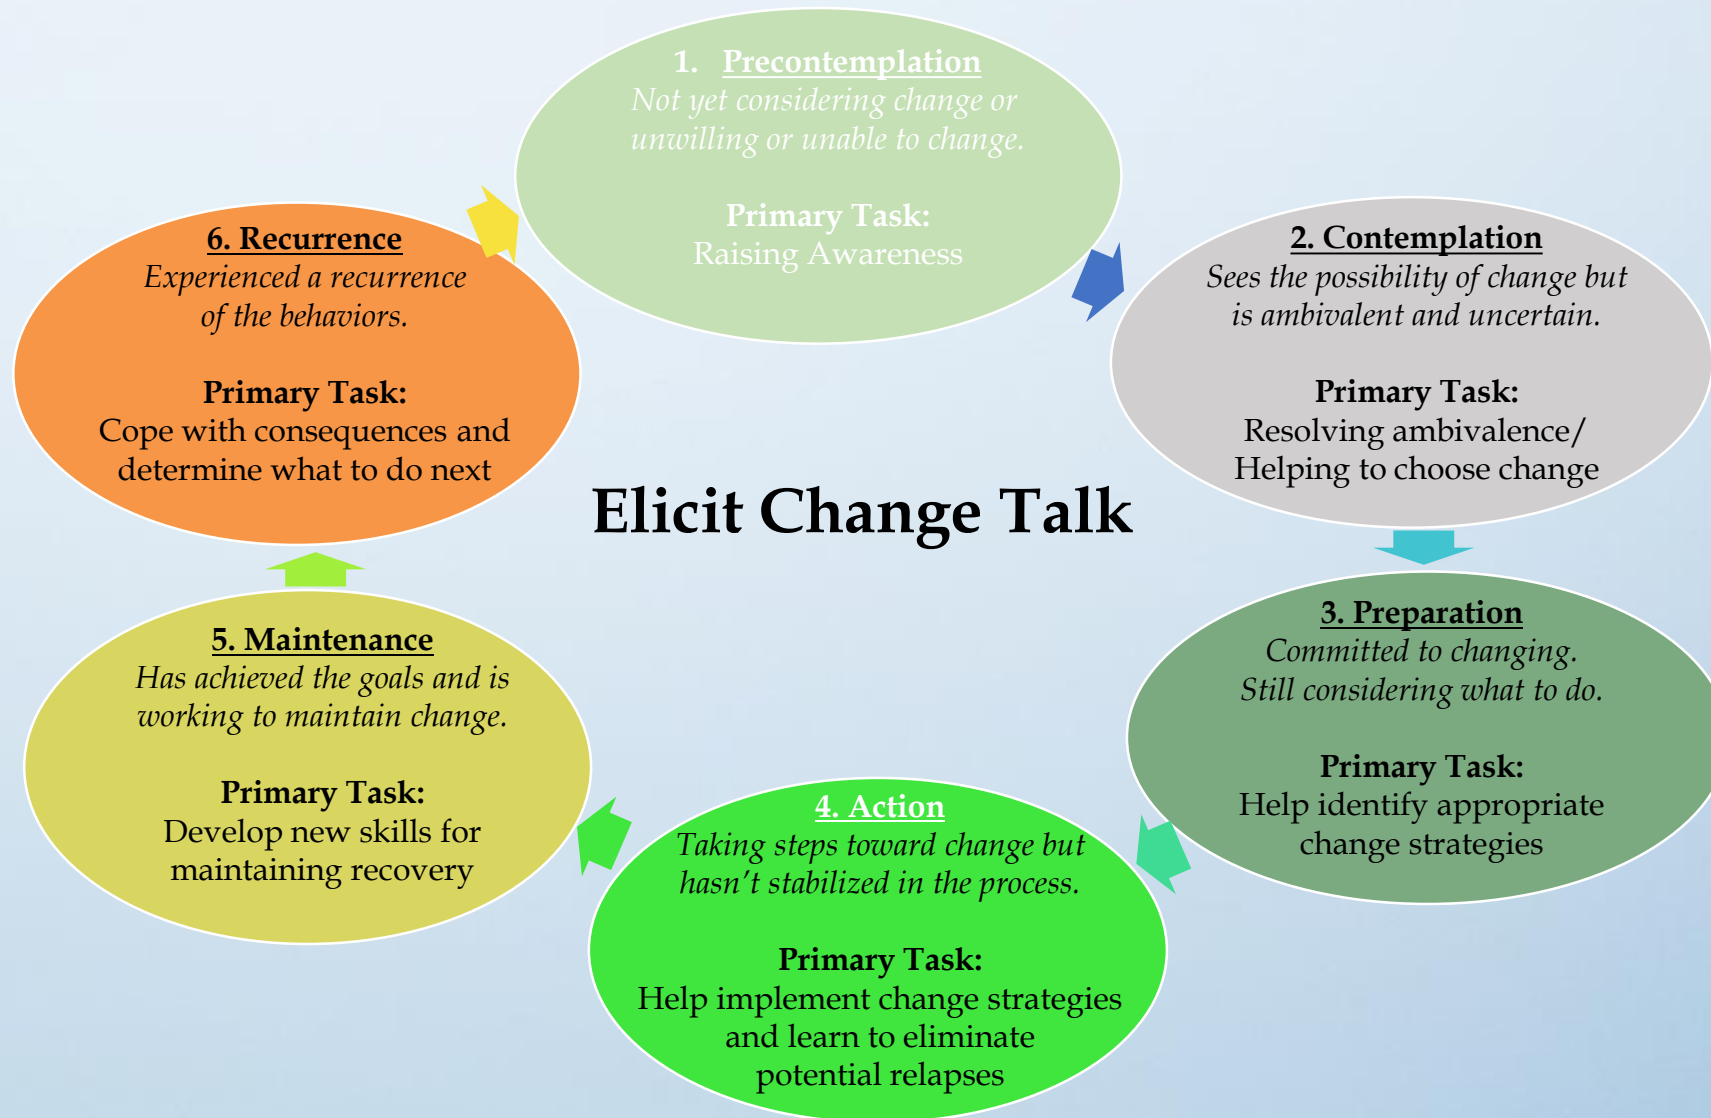 1. Precontemplation
Not yet considering change or
unwilling or unable to change.
Primary Task:
Raising Awareness
2. Contemplation
Sees the possibility of change but
is ambivalent and uncertain.
Primary Task:
Resolving ambivalence/
Helping to choose change
3. Preparation
Committed to changing.
Still considering what to do.
Primary Task:
Help identify appropriate
change strategies
4. Action
Taking steps toward change but
hasn't stabilized in the process.
Primary Task:
Help implement change strategies
and learn to eliminate
potential relapses
5. Maintenance
Has achieved the goals and is
working to maintain change.
Primary Task:
Develop new skills for
maintaining recovery
6. Recurrence
Experienced a recurrence
of the behaviors.
Primary Task:
Cope with consequences and
determine what to do next
Elicit Change Talk